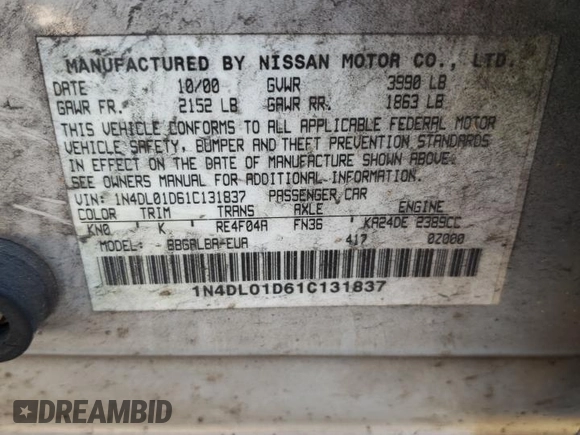 MANUFACTURED BY NISSAN MOTOR CO., LTD.
DATE 10/00 GVWR 3990 LB
GAWR FR. 2152 LB GAWR RR. 1863 LB
THIS VEHICLE CONFORMS TO ALL APPLICABLE FEDERAL MOTOR
VEHICLE SAFETY, BUMPER AND THEFT PREVENTION STANDARDS
IN EFFECT ON THE DATE OF MANUFACTURE SHOWN ABOVE.
SEE OWNERS MANUAL FOR ADDITIONAL INFORMATION.
VIN: 1N4DL01D61C131837 PASSENGER CAR
COLOR TRIM TRANS AXLE ENGINE
KN0 K RE4F04A FN36 KA24DE 2389CC
MODEL: BBGALBA-EUA -417 0Z000
1N4DL01D61C131837
DREAMBID